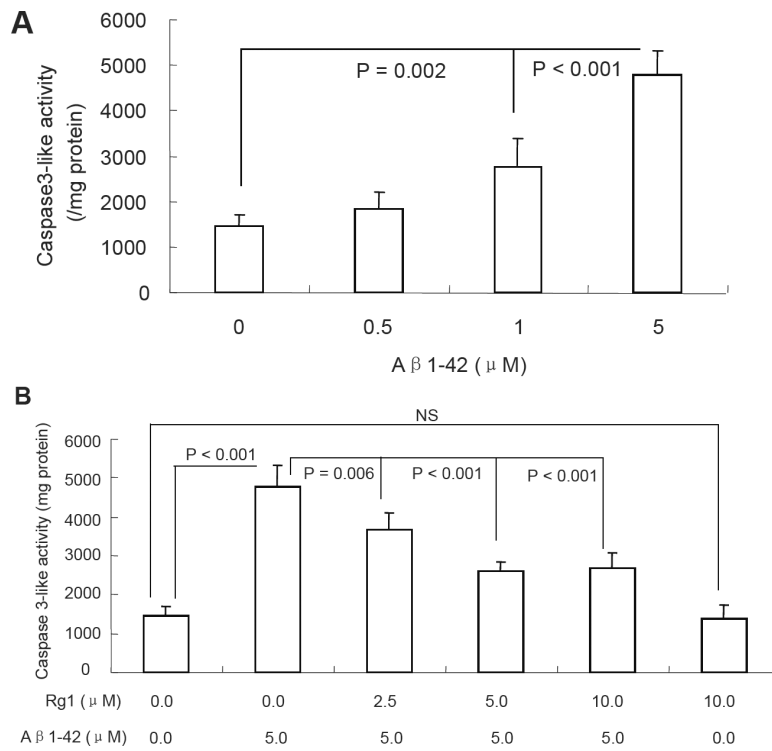 A
Caspase3-like activity
(/mg protein)
6000
5000
4000
3000
2000
1000
0
P = 0.002
P < 0.001
0 0.5 1 5
A β 1-42 ( μ M)
B
Caspase 3-like activity (mg protein)
6000
5000
4000
3000
2000
1000
0
NS
P < 0.001
P = 0.006
P < 0.001
P < 0.001
Rg1 ( μ M) 0.0 0.0 2.5 5.0 10.0 10.0
A β 1-42 ( μ M) 0.0 5.0 5.0 5.0 5.0 0.0